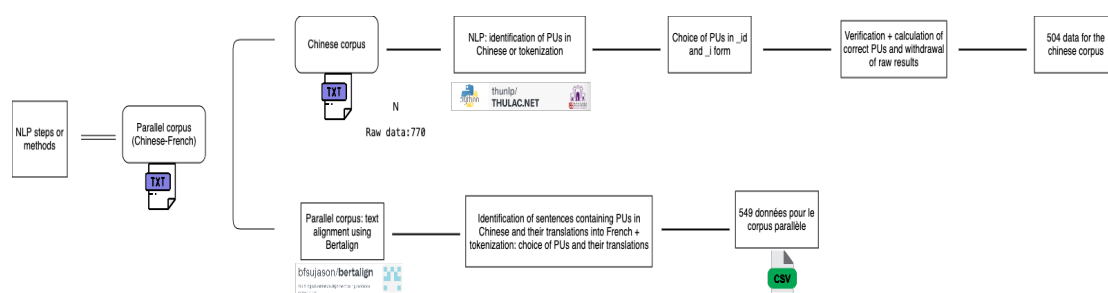 NLP steps or
methods
Parallel corpus
(Chinese-French)
TXT
Chinese corpus
TXT
N
Raw data:770
NLP: identification of PUs in
Chinese or tokenization
python
thunlp/
THULAC.NET
Choice of PUs in _id
and _i form
Verification + calculation of
correct PUs and withdrawal
of raw results
504 data for the
chinese corpus
Parallel corpus: text
alignment using
Bertalign
bfsujason/bertalign
Identification of sentences containing PUs in
Chinese and their translations into French +
tokenization: choice of PUs and their translations
549 données pour le
corpus parallèle
CSV